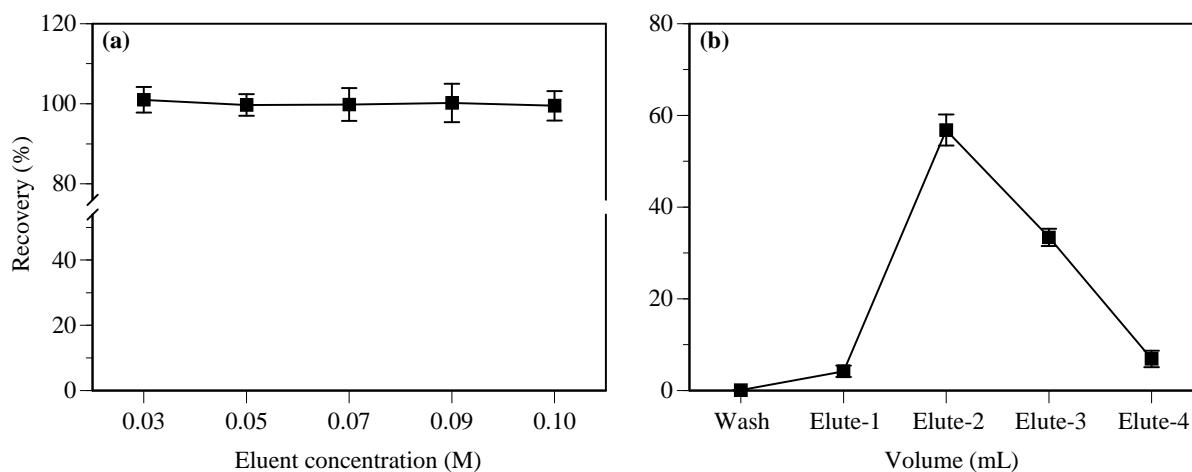 120
(a)
100
80
40
20
0
Recovery (%)
0.03 0.05 0.07 0.09 0.10
Eluent concentration (M)
80
(b)
60
40
20
0
Wash Elute-1 Elute-2 Elute-3 Elute-4
Volume (mL)